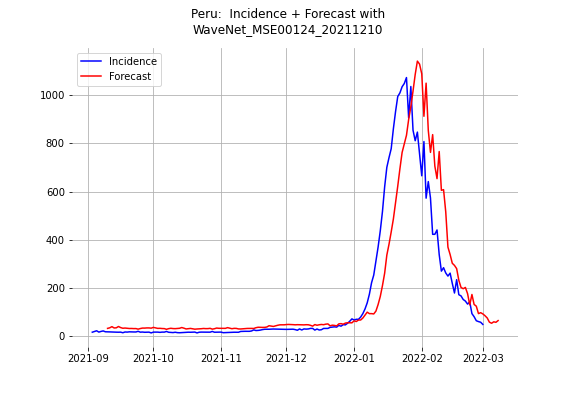 Peru:  Incidence + Forecast with
WaveNet_MSE00124_20211210
Incidence
Forecast
1000
800
600
400
200
0
2021-09 2021-10 2021-11 2021-12 2022-01 2022-02 2022-03